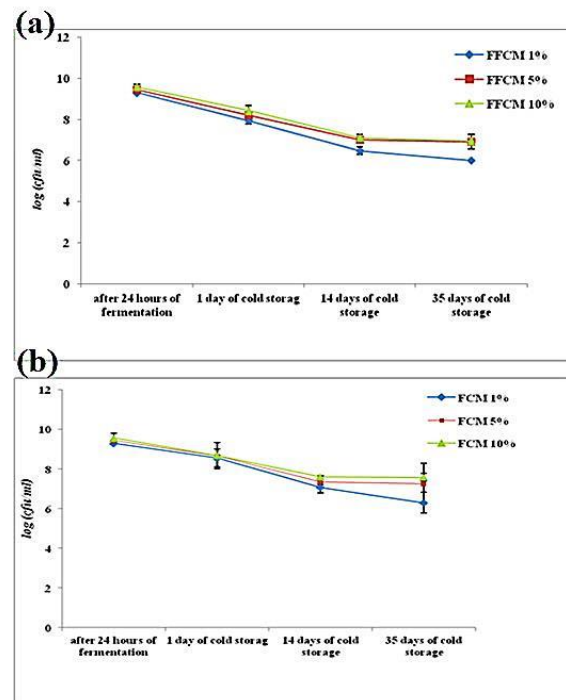 (a)
12
10
8
6
4
2
0
log (cfu/ml)
FFCM 1%
FFCM 5%
FFCM 10%
after 24 hours of
fermentation
1 day of cold storag
14 days of cold
storage
35 days of cold
storage
(b)
12
10
8
6
4
2
0
log (cfu/ml)
FCM 1%
FCM 5%
FCM 10%
after 24 hours of
fermentation
1 day of cold storag
14 days of cold
storage
35 days of cold
storage